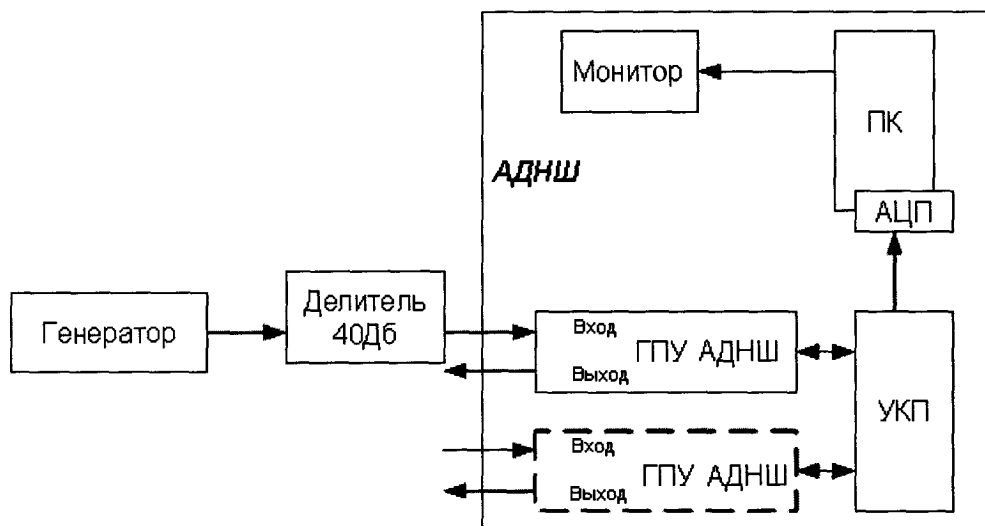 Монитор
ПК
АДНШ
АЦП
Генератор
Делитель
40Дб
Вход
ГПУ АДНШ
Выход
УКП
Вход
ГПУ АДНШ
Выход